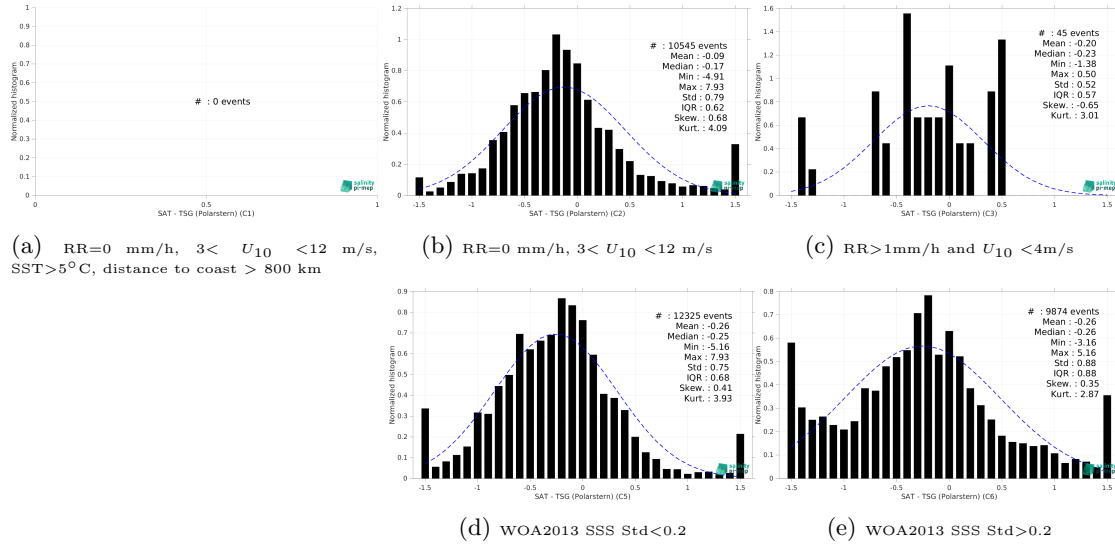 1
0.9
0.8
0.7
0.6
0.5
0.4
0.3
0.2
0.1
0
Normalized histogram
# : 0 events
0 0.5 1
SAT - TSG (Polarstern) (C1)
salinity
pi-mep
(a) RR=0 mm/h, 3< U10 <12 m/s,
SST>5°C, distance to coast > 800 km
1.2
1
0.8
0.6
0.4
0.2
0
Normalized histogram
# : 10545 events
Mean : -0.09
Median : -0.17
Min : -4.91
Max : 7.93
Std : 0.79
IQR : 0.62
Skew. : 0.68
Kurt. : 4.09
-1.5 -1 -0.5 0 0.5 1 1.5
SAT - TSG (Polarstern) (C2)
salinity
pi-mep
(b) RR=0 mm/h, 3< U10 <12 m/s
1.6
1.4
1.2
1
0.8
0.6
0.4
0.2
0
Normalized histogram
# : 45 events
Mean : -0.20
Median : -0.23
Min : -1.38
Max : 0.50
Std : 0.52
IQR : 0.57
Skew. : -0.65
Kurt. : 3.01
-1.5 -1 -0.5 0 0.5 1 1.5
SAT - TSG (Polarstern) (C3)
salinity
pi-mep
(c) RR>1mm/h and U10 <4m/s
0.9
0.8
0.7
0.6
0.5
0.4
0.3
0.2
0.1
0
Normalized histogram
# : 12325 events
Mean : -0.26
Median : -0.25
Min : -5.16
Max : 7.93
Std : 0.75
IQR : 0.68
Skew. : 0.41
Kurt. : 3.93
-1.5 -1 -0.5 0 0.5 1 1.5
SAT - TSG (Polarstern) (C5)
salinity
pi-mep
(d) WOA2013 SSS Std<0.2
0.8
0.7
0.6
0.5
0.4
0.3
0.2
0.1
0
Normalized histogram
# : 9874 events
Mean : -0.26
Median : -0.26
Min : -3.16
Max : 5.16
Std : 0.88
IQR : 0.88
Skew. : 0.35
Kurt. : 2.87
-1.5 -1 -0.5 0 0.5 1 1.5
SAT - TSG (Polarstern) (C6)
salinity
pi-mep
(e) WOA2013 SSS Std>0.2